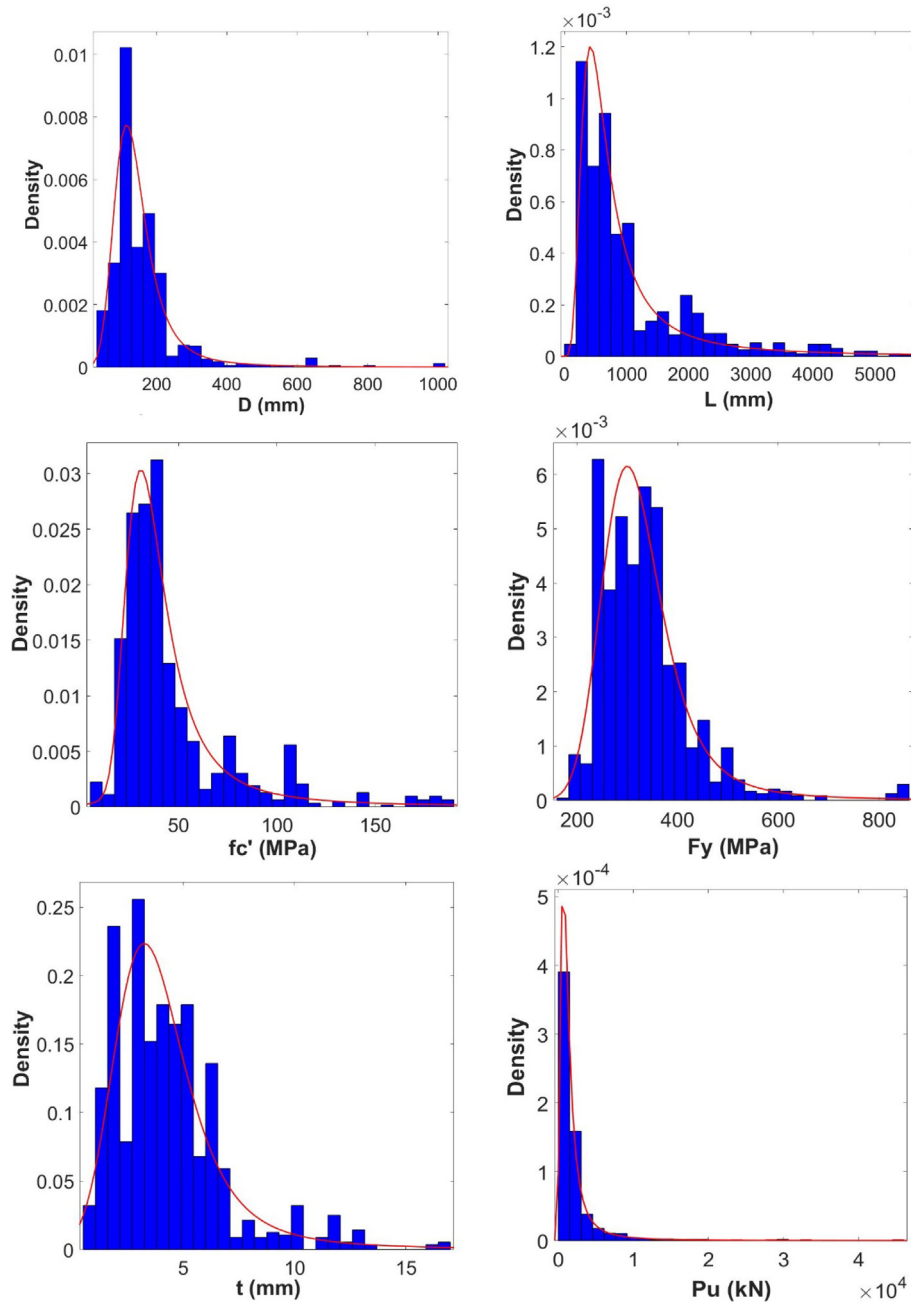 0.01
0.008
0.006
0.004
0.002
0
Density
200 400 600 800 1000
D (mm)
×10⁻³
1.2
1
0.8
0.6
0.4
0.2
0
Density
0 1000 2000 3000 4000 5000
L (mm)
0.03
0.025
0.02
0.015
0.01
0.005
0
Density
50 100 150
fc' (MPa)
×10⁻³
6
5
4
3
2
1
0
Density
200 400 600 800
Fy (MPa)
0.25
0.2
0.15
0.1
0.05
0
Density
5 10 15
t (mm)
×10⁻⁴
5
4
3
2
1
0
Density
0 1 2 3 4
Pu (kN) ×10⁴